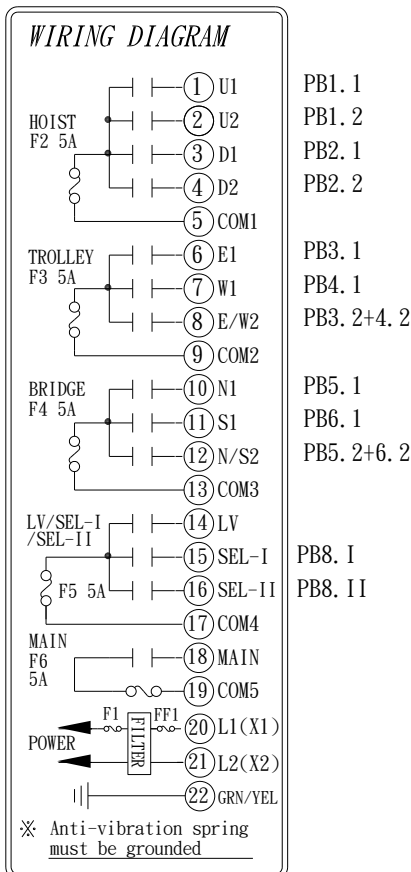 WIRING DIAGRAM
1 U1 PB1.1
HOIST 2 U2 PB1.2
F2 5A 3 D1 PB2.1
4 D2 PB2.2
5 COM1
TROLLEY 6 E1 PB3.1
F3 5A 7 W1 PB4.1
8 E/W2 PB3.2+4.2
9 COM2
BRIDGE 10 N1 PB5.1
F4 5A 11 S1 PB6.1
12 N/S2 PB5.2+6.2
13 COM3
LV/SEL-I 14 LV
/SEL-II 15 SEL-I PB8.I
F5 5A 16 SEL-II PB8.II
17 COM4
MAIN 18 MAIN
F6
5A 19 COM5
F1 FF1 20 L1(X1)
POWER FILTER 21 L2(X2)
22 GRN/YEL
※ Anti-vibration spring
must be grounded